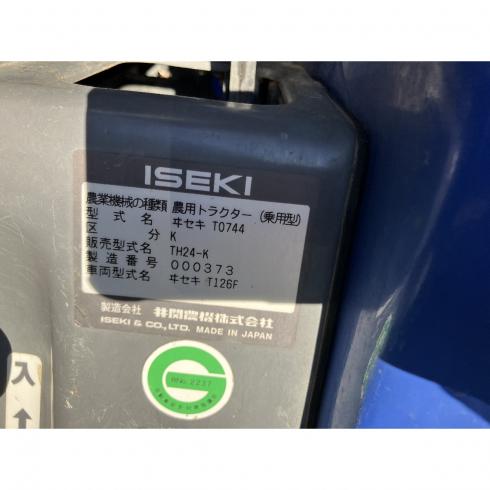 ISEKI
農業機械の種類 農用トラクター (乗用型)
型式名 ヰセキ T0744
区分 K
販売型式名 TH24-K
製造番号 000373
車両型式名 ヰセキ T126F
製造会社 井関農機株式会社
ISEKI & CO., LTD. MADE IN JAPAN
2237
入